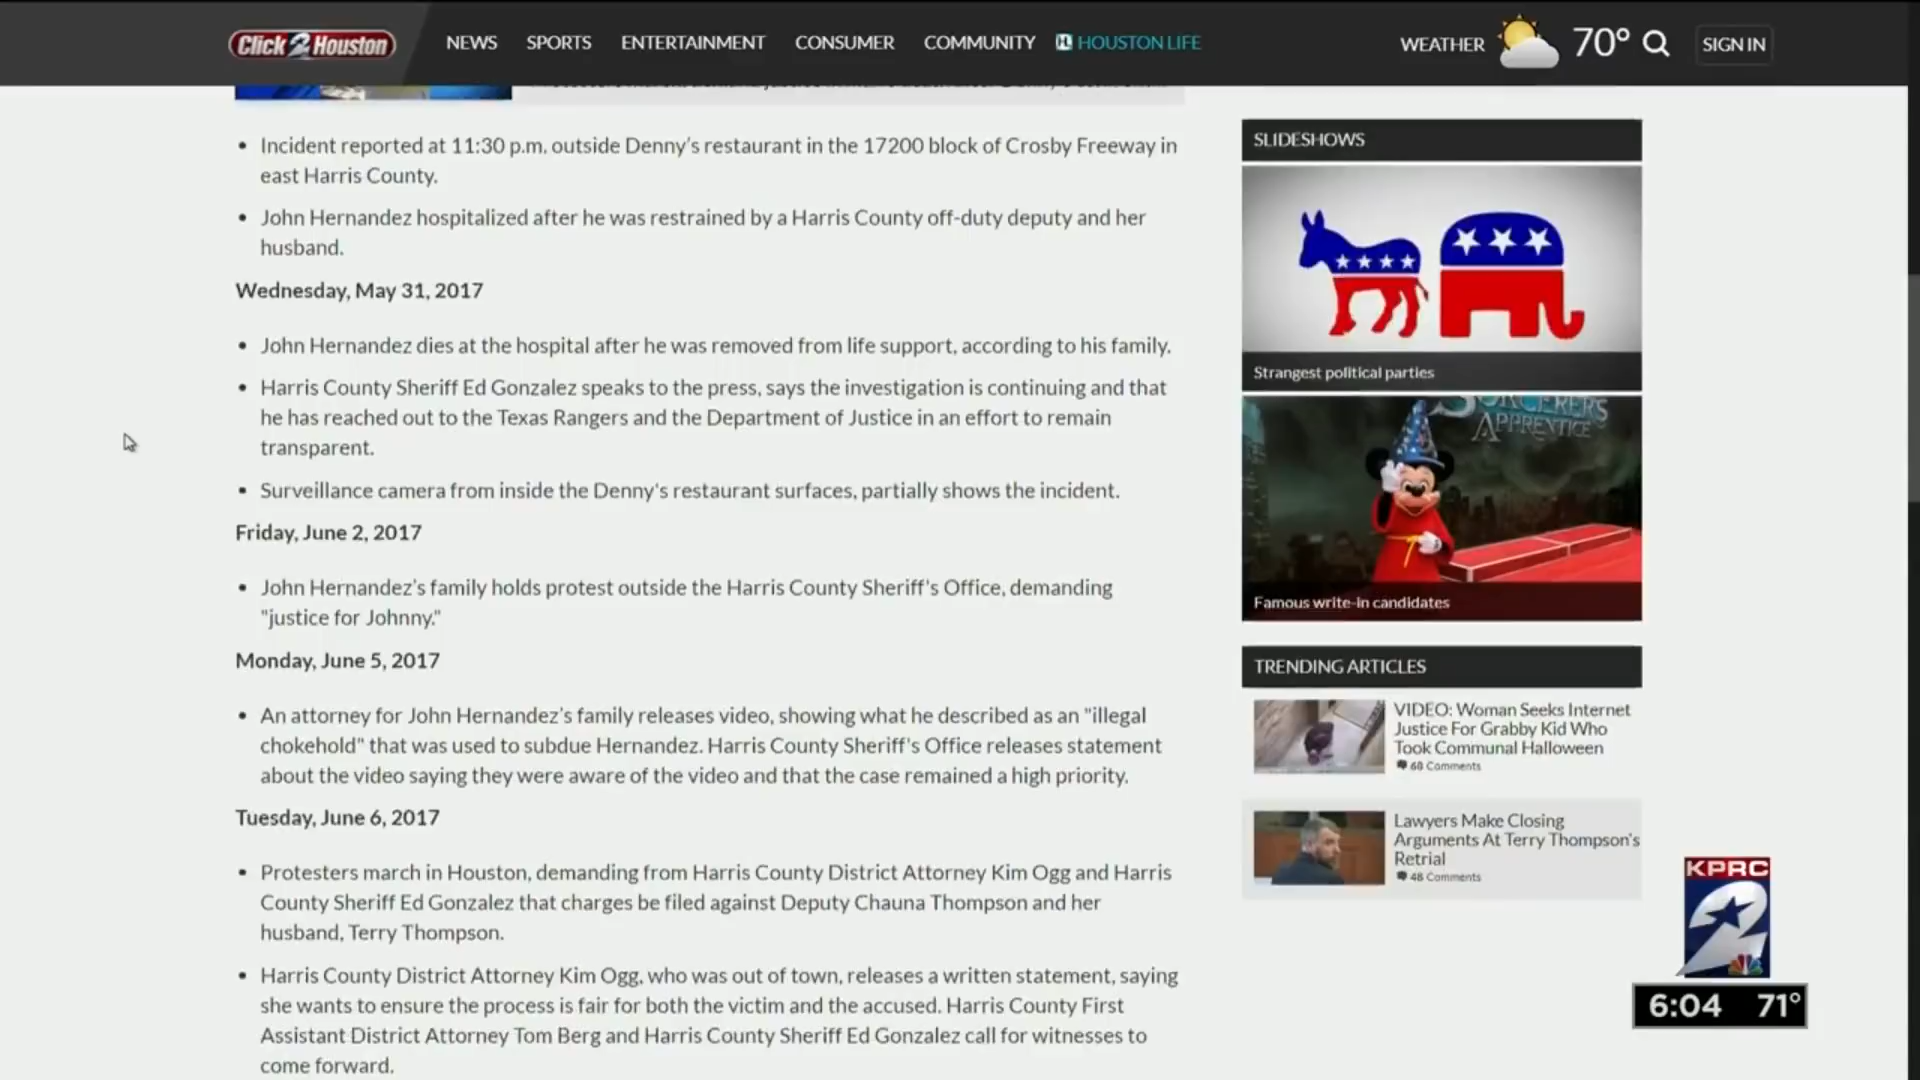 Click 2 Houston
NEWS
SPORTS
ENTERTAINMENT
CONSUMER
COMMUNITY
HOUSTON LIFE
WEATHER
70°
SIGN IN
• Incident reported at 11:30 p.m. outside Denny's restaurant in the 17200 block of Crosby Freeway in
east Harris County.
• John Hernandez hospitalized after he was restrained by a Harris County off-duty deputy and her
husband.
Wednesday, May 31, 2017
• John Hernandez dies at the hospital after he was removed from life support, according to his family.
• Harris County Sheriff Ed Gonzalez speaks to the press, says the investigation is continuing and that
he has reached out to the Texas Rangers and the Department of Justice in an effort to remain
transparent.
• Surveillance camera from inside the Denny's restaurant surfaces, partially shows the incident.
Friday, June 2, 2017
• John Hernandez's family holds protest outside the Harris County Sheriff's Office, demanding
"justice for Johnny."
Monday, June 5, 2017
• An attorney for John Hernandez's family releases video, showing what he described as an "illegal
chokehold" that was used to subdue Hernandez. Harris County Sheriff's Office releases statement
about the video saying they were aware of the video and that the case remained a high priority.
Tuesday, June 6, 2017
• Protesters march in Houston, demanding from Harris County District Attorney Kim Ogg and Harris
County Sheriff Ed Gonzalez that charges be filed against Deputy Chauna Thompson and her
husband, Terry Thompson.
• Harris County District Attorney Kim Ogg, who was out of town, releases a written statement, saying
she wants to ensure the process is fair for both the victim and the accused. Harris County First
Assistant District Attorney Tom Berg and Harris County Sheriff Ed Gonzalez call for witnesses to
come forward.
SLIDESHOWS
Strangest political parties
SORCERER'S
APPRENTICE
Famous write-in candidates
TRENDING ARTICLES
VIDEO: Woman Seeks Internet
Justice For Grabby Kid Who
Took Communal Halloween
68 Comments
Lawyers Make Closing
Arguments At Terry Thompson's
Retrial
48 Comments
KPRC
2
6:04 71°